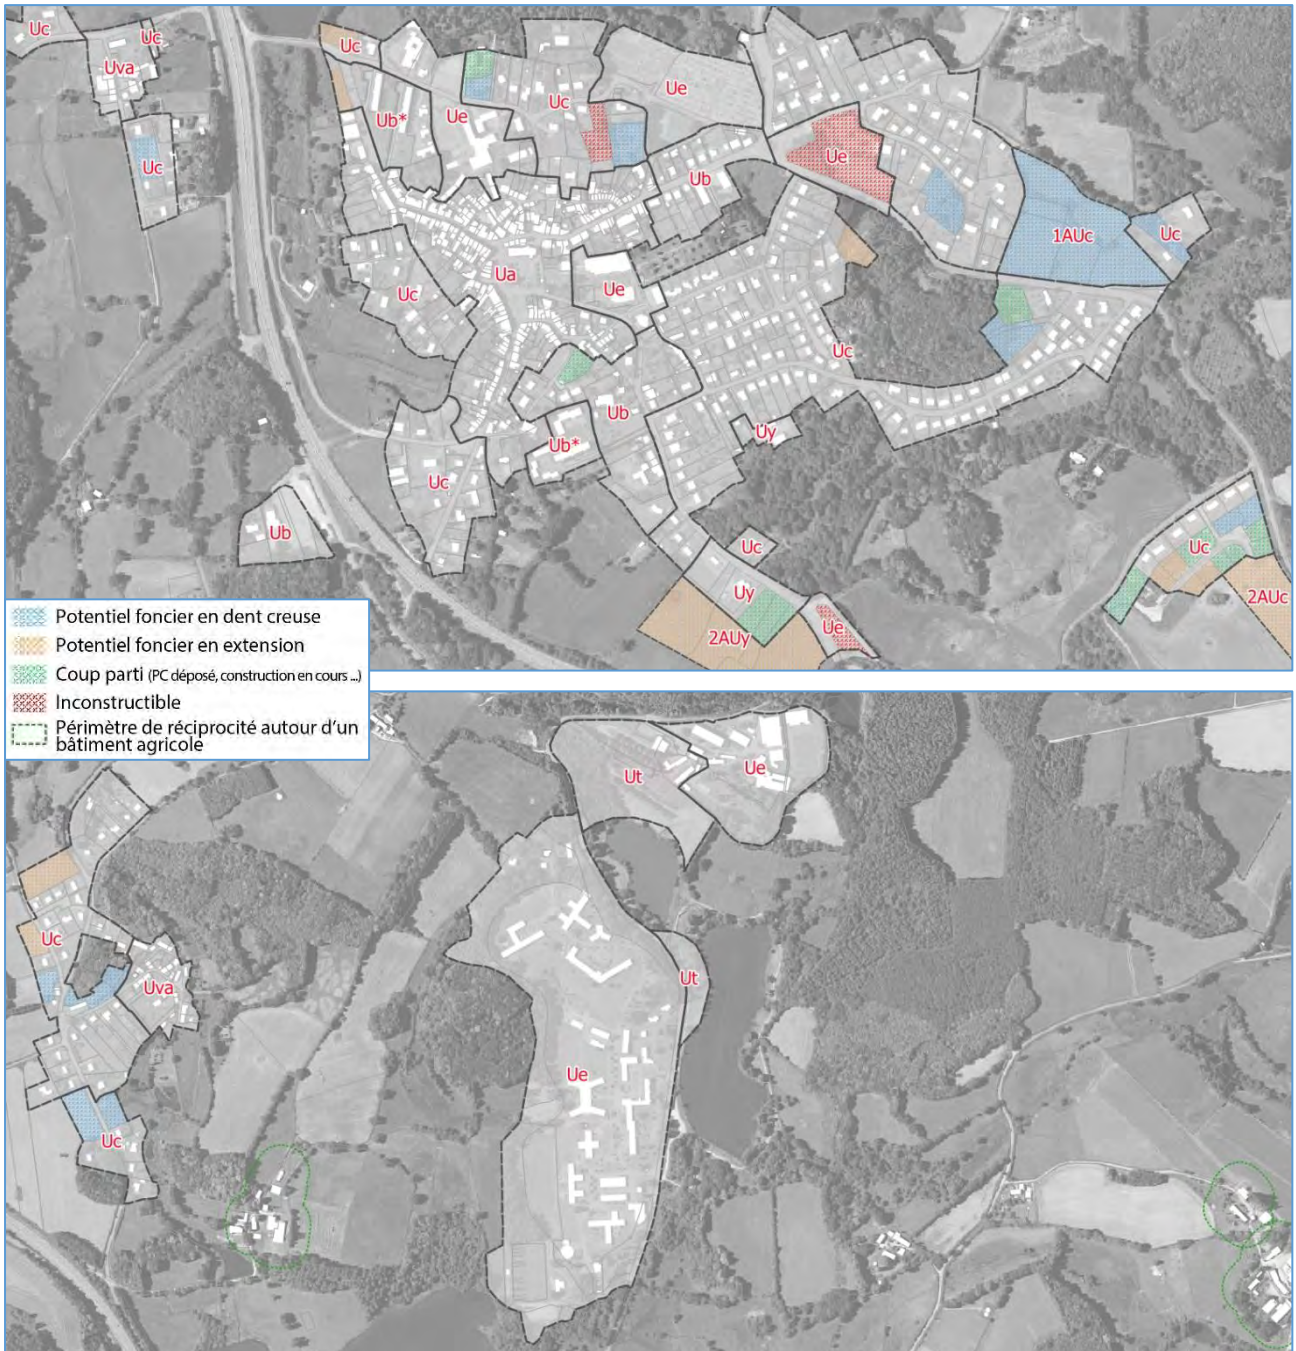 Uc
Uc
Uva
Uc
Uc
Ub*
Ue
Uc
Ue
Ue
Ub
1AUc
Uc
Ua
Ue
Uc
Uc
Ub
Uy
Ub*
Uc
Ub
Uc
Uy
2AUy
Ue
Uc
2AUc
Potentiel foncier en dent creuse
Potentiel foncier en extension
Coup parti (PC déposé, construction en cours ...)
Inconstructible
Périmètre de réciprocité autour d'un
bâtiment agricole
Ut
Ue
Uc
Uva
Ut
Ue
Uc